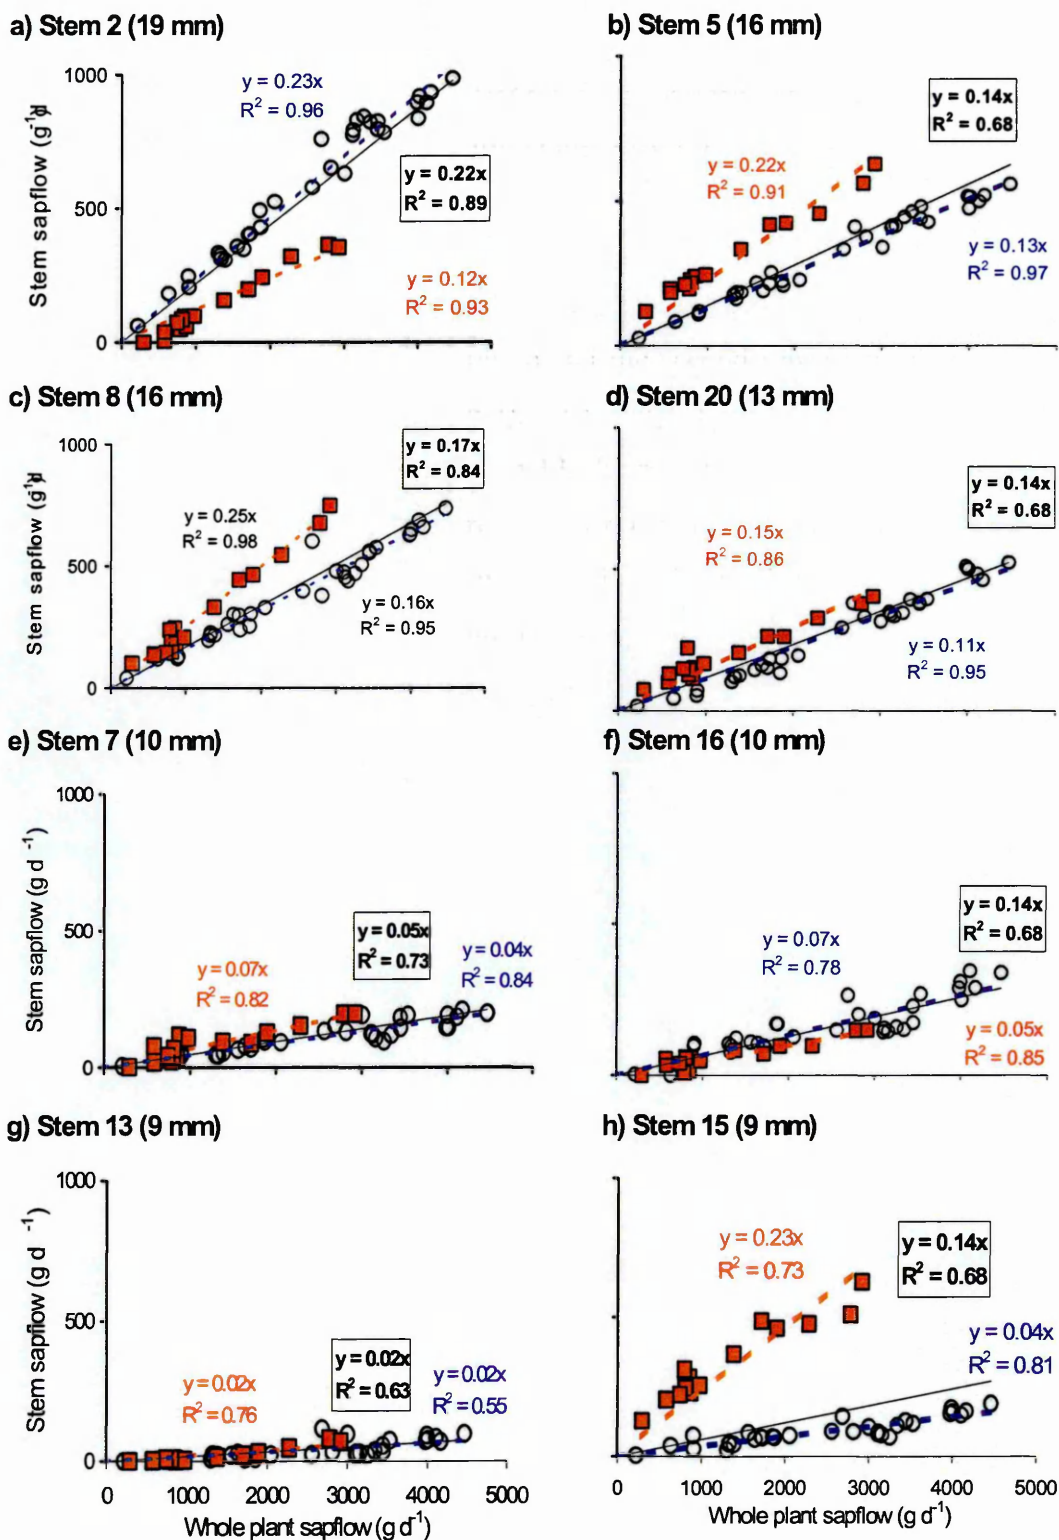 a) Stem 2 (19 mm)
b) Stem 5 (16 mm)
1000
500
0
Stem sapflow (g
y = 0.23x
R² = 0.96
y = 0.22x
R² = 0.89
y = 0.12x
R² = 0.93
y = 0.14x
R² = 0.68
y = 0.22x
R² = 0.91
y = 0.13x
R² = 0.97
c) Stem 8 (16 mm)
d) Stem 20 (13 mm)
1000
500
0
Stem sapflow (g
y = 0.17x
R² = 0.84
y = 0.25x
R² = 0.98
y = 0.16x
R² = 0.95
y = 0.14x
R² = 0.68
y = 0.15x
R² = 0.86
y = 0.11x
R² = 0.95
e) Stem 7 (10 mm)
f) Stem 16 (10 mm)
1000
500
0
Stem sapflow (g d⁻¹)
y = 0.05x
R² = 0.73
y = 0.07x
R² = 0.82
y = 0.04x
R² = 0.84
y = 0.14x
R² = 0.68
y = 0.07x
R² = 0.78
y = 0.05x
R² = 0.85
g) Stem 13 (9 mm)
h) Stem 15 (9 mm)
1000
500
0
Stem sapflow (g d⁻¹)
y = 0.02x
R² = 0.63
y = 0.02x
R² = 0.76
y = 0.02x
R² = 0.55
y = 0.23x
R² = 0.73
y = 0.14x
R² = 0.68
y = 0.04x
R² = 0.81
0 1000 2000 3000 4000 5000
0 1000 2000 3000 4000 5000
Whole plant sapflow (g d⁻¹)
Whole plant sapflow (g d⁻¹)